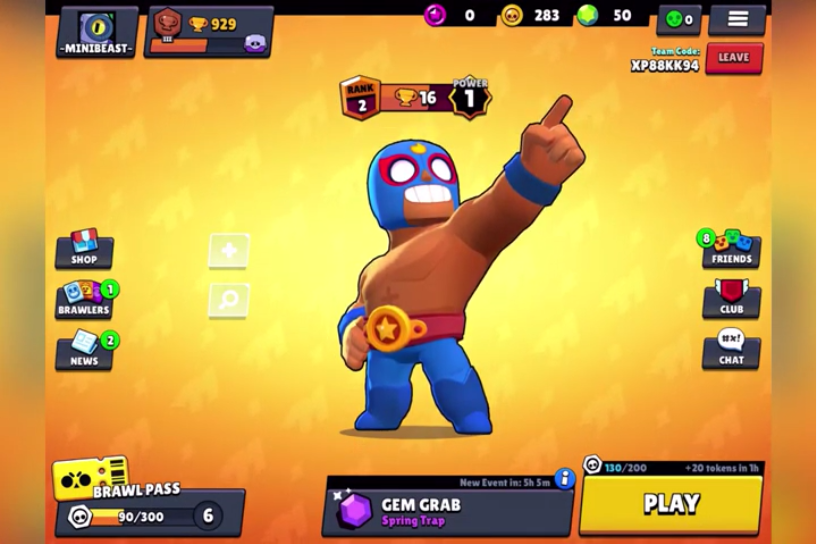 -MINIBEAST-
929
0
283
50
0
Team Code:
XP88KK94
LEAVE
RANK
2
16
POWER
1
SHOP
8
FRIENDS
1
BRAWLERS
CLUB
2
NEWS
#x!
CHAT
BRAWL PASS
90/300
6
New Event in: 5h 5m
i
GEM GRAB
Spring Trap
130/200
+20 tokens in 1h
PLAY